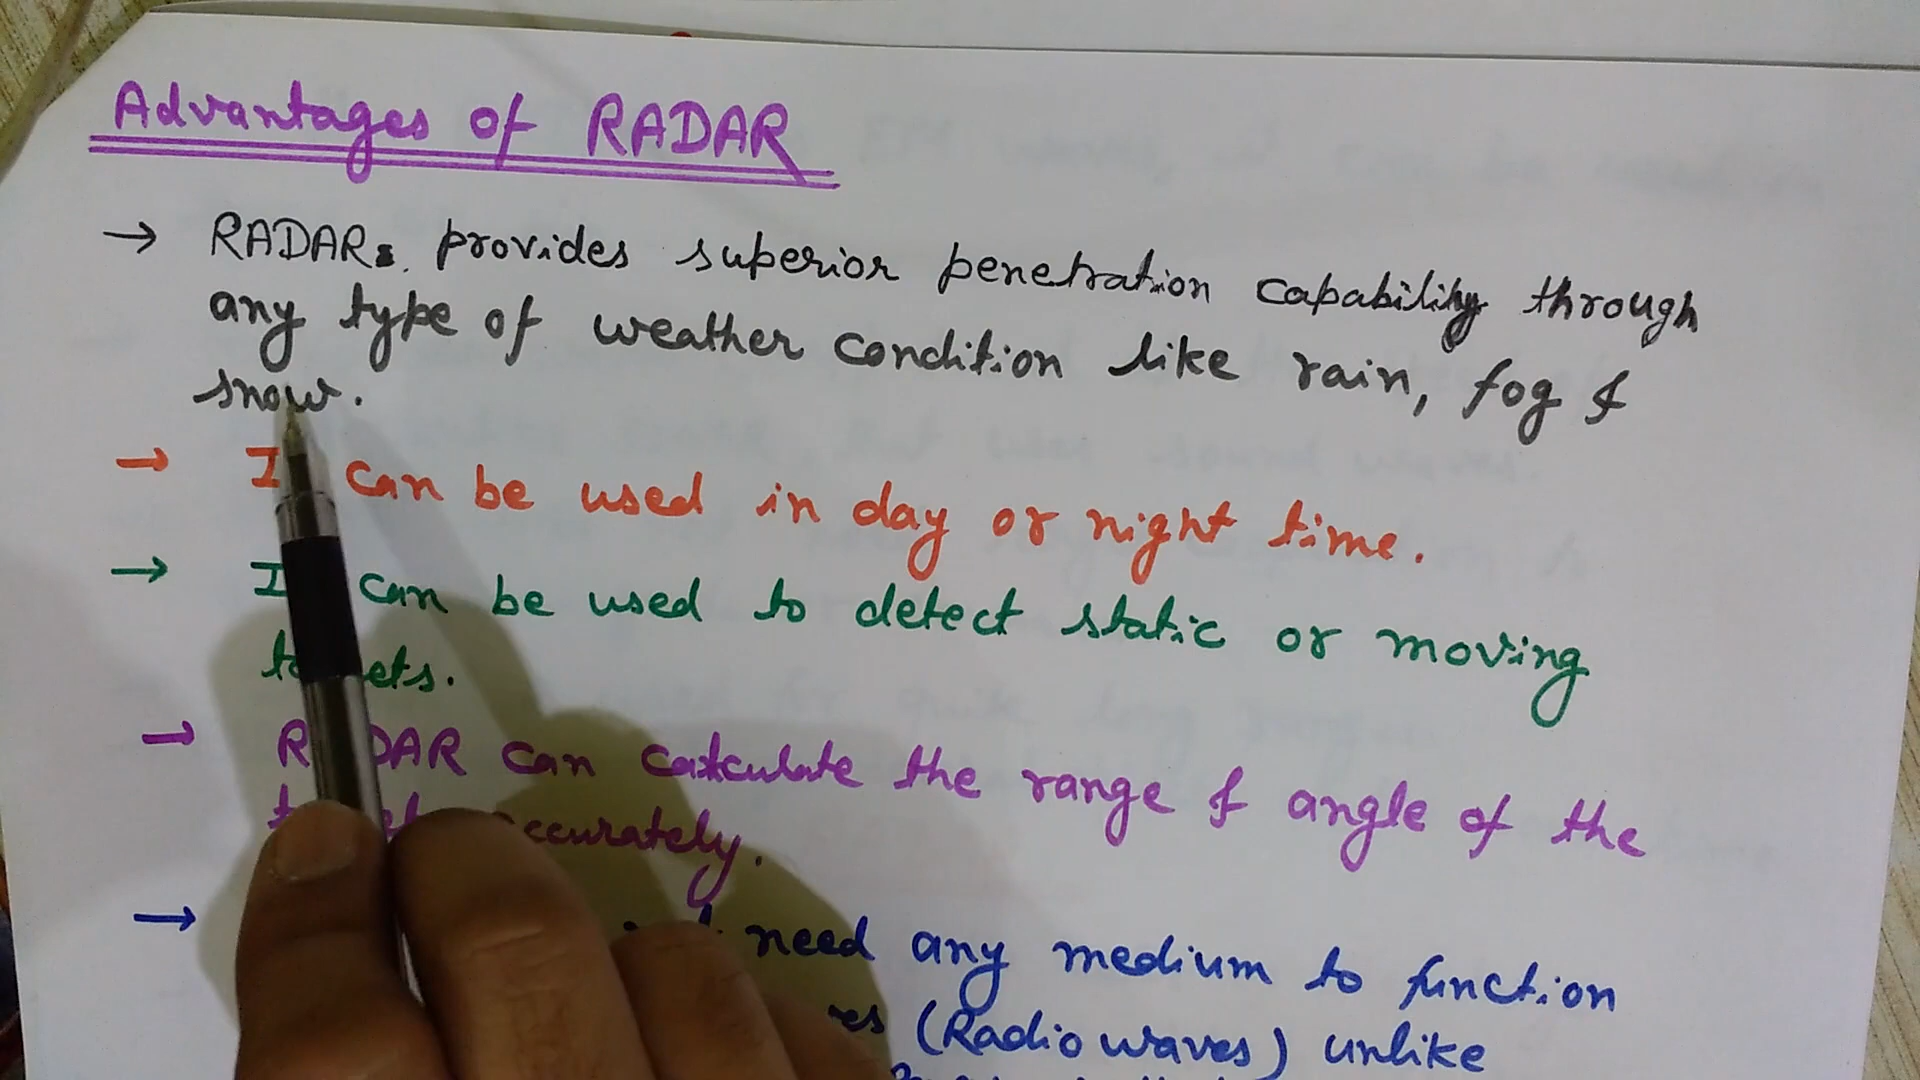 Advantages of RADAR
→ RADARs provides superior penetration capability through
any type of weather condition like rain, fog &
snow.
→ I can be used in day or night time.
→ I can be used to detect static or moving
ets.
→ RADAR can calculate the range & angle of the
accurately.
→ need any medium to function
(Radio waves) unlike